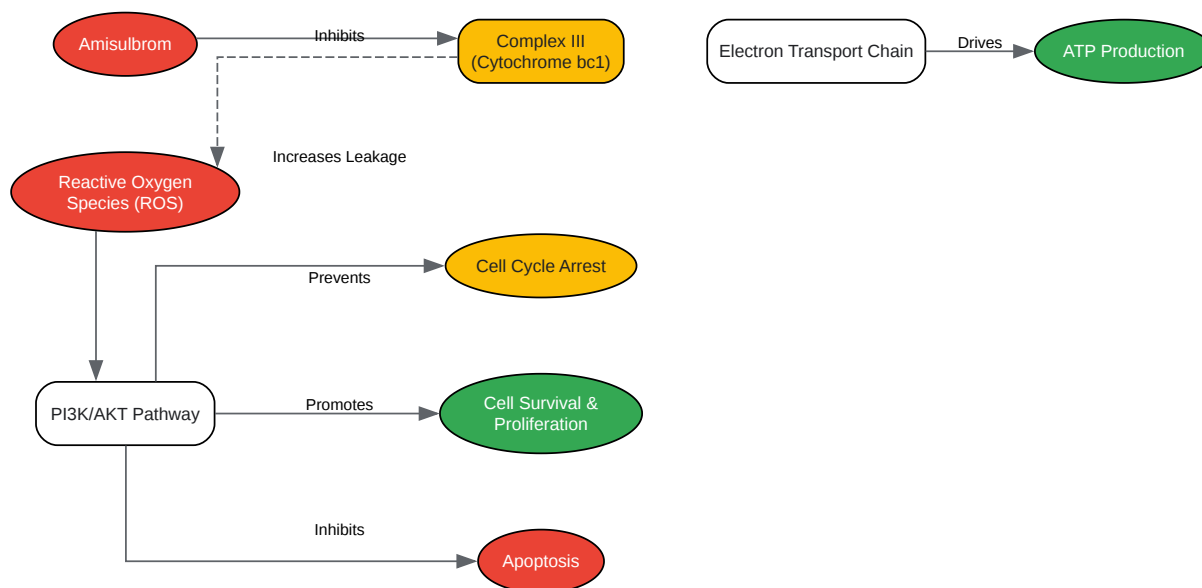 Amisulbrom
Inhibits
Complex III
(Cytochrome bc1)
Electron Transport Chain
Drives
ATP Production
Increases Leakage
Reactive Oxygen
Species (ROS)
Cell Cycle Arrest
Prevents
PI3K/AKT Pathway
Promotes
Cell Survival &
Proliferation
Inhibits
Apoptosis